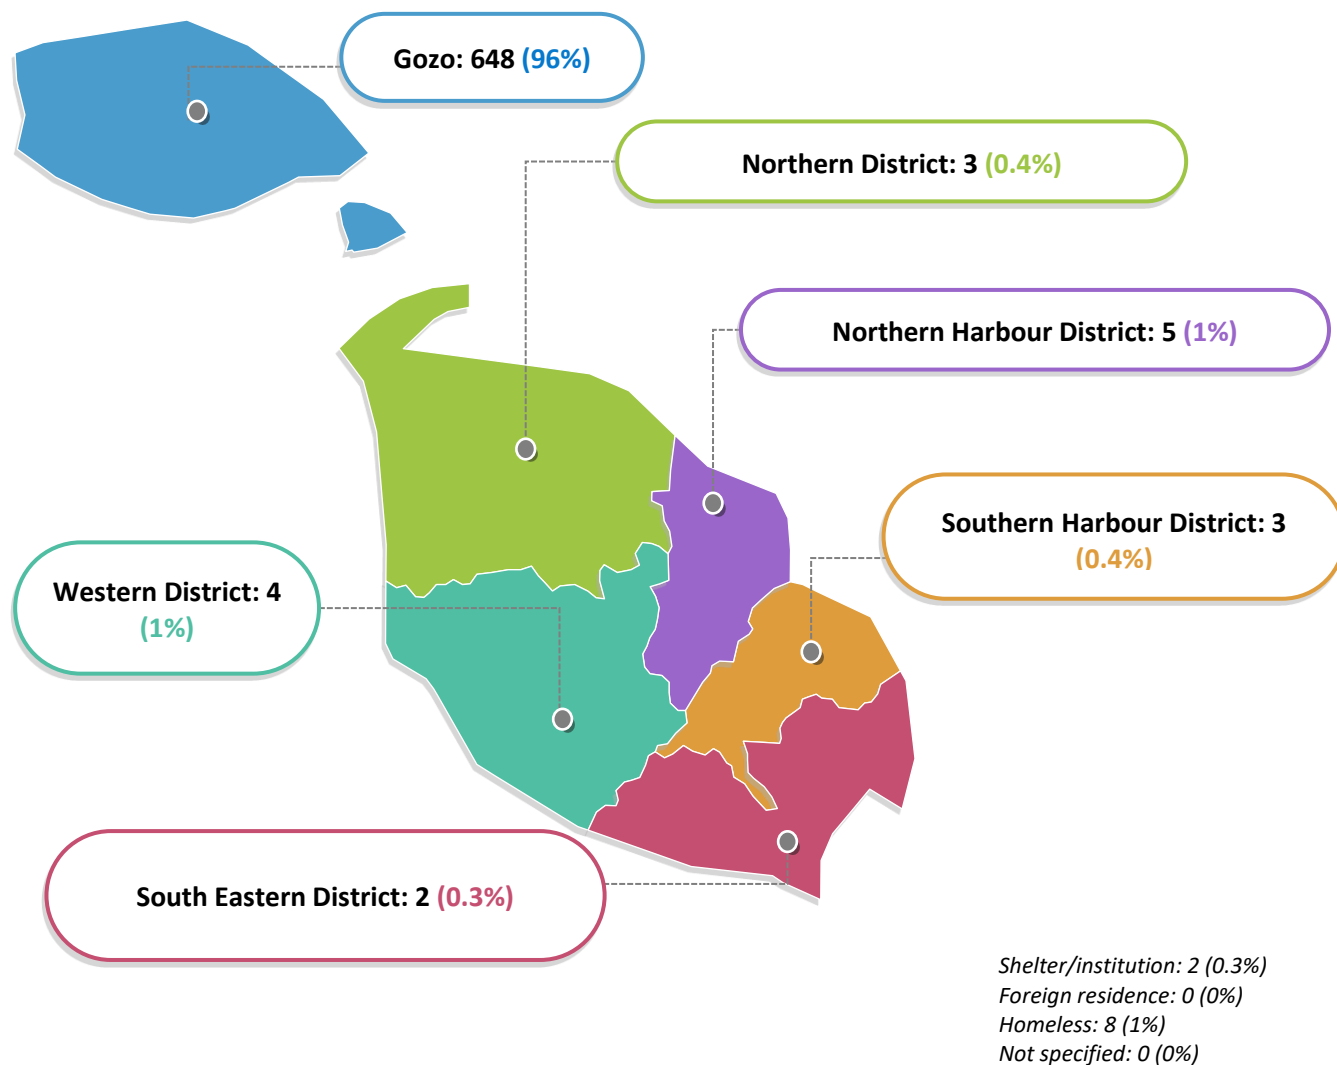 Gozo: 648 (96%)
Northern District: 3 (0.4%)
Northern Harbour District: 5 (1%)
Southern Harbour District: 3
(0.4%)
Western District: 4
(1%)
South Eastern District: 2 (0.3%)
Shelter/institution: 2 (0.3%)
Foreign residence: 0 (0%)
Homeless: 8 (1%)
Not specified: 0 (0%)